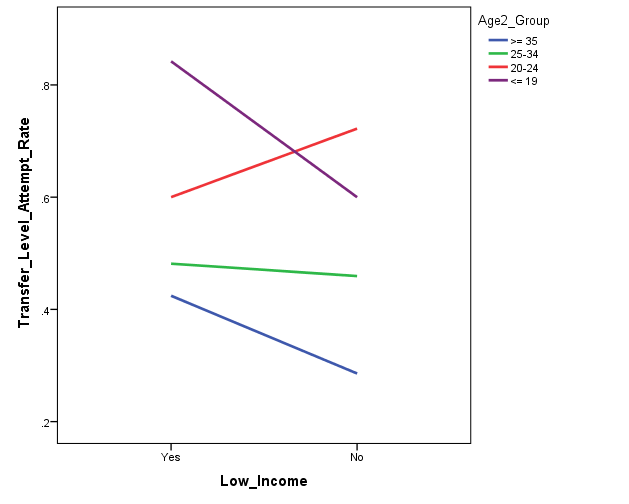 Age2_Group
>= 35
25-34
20-24
<= 19
Transfer_Level_Attempt_Rate
.8
.6
.4
.2
Yes
No
Low_Income